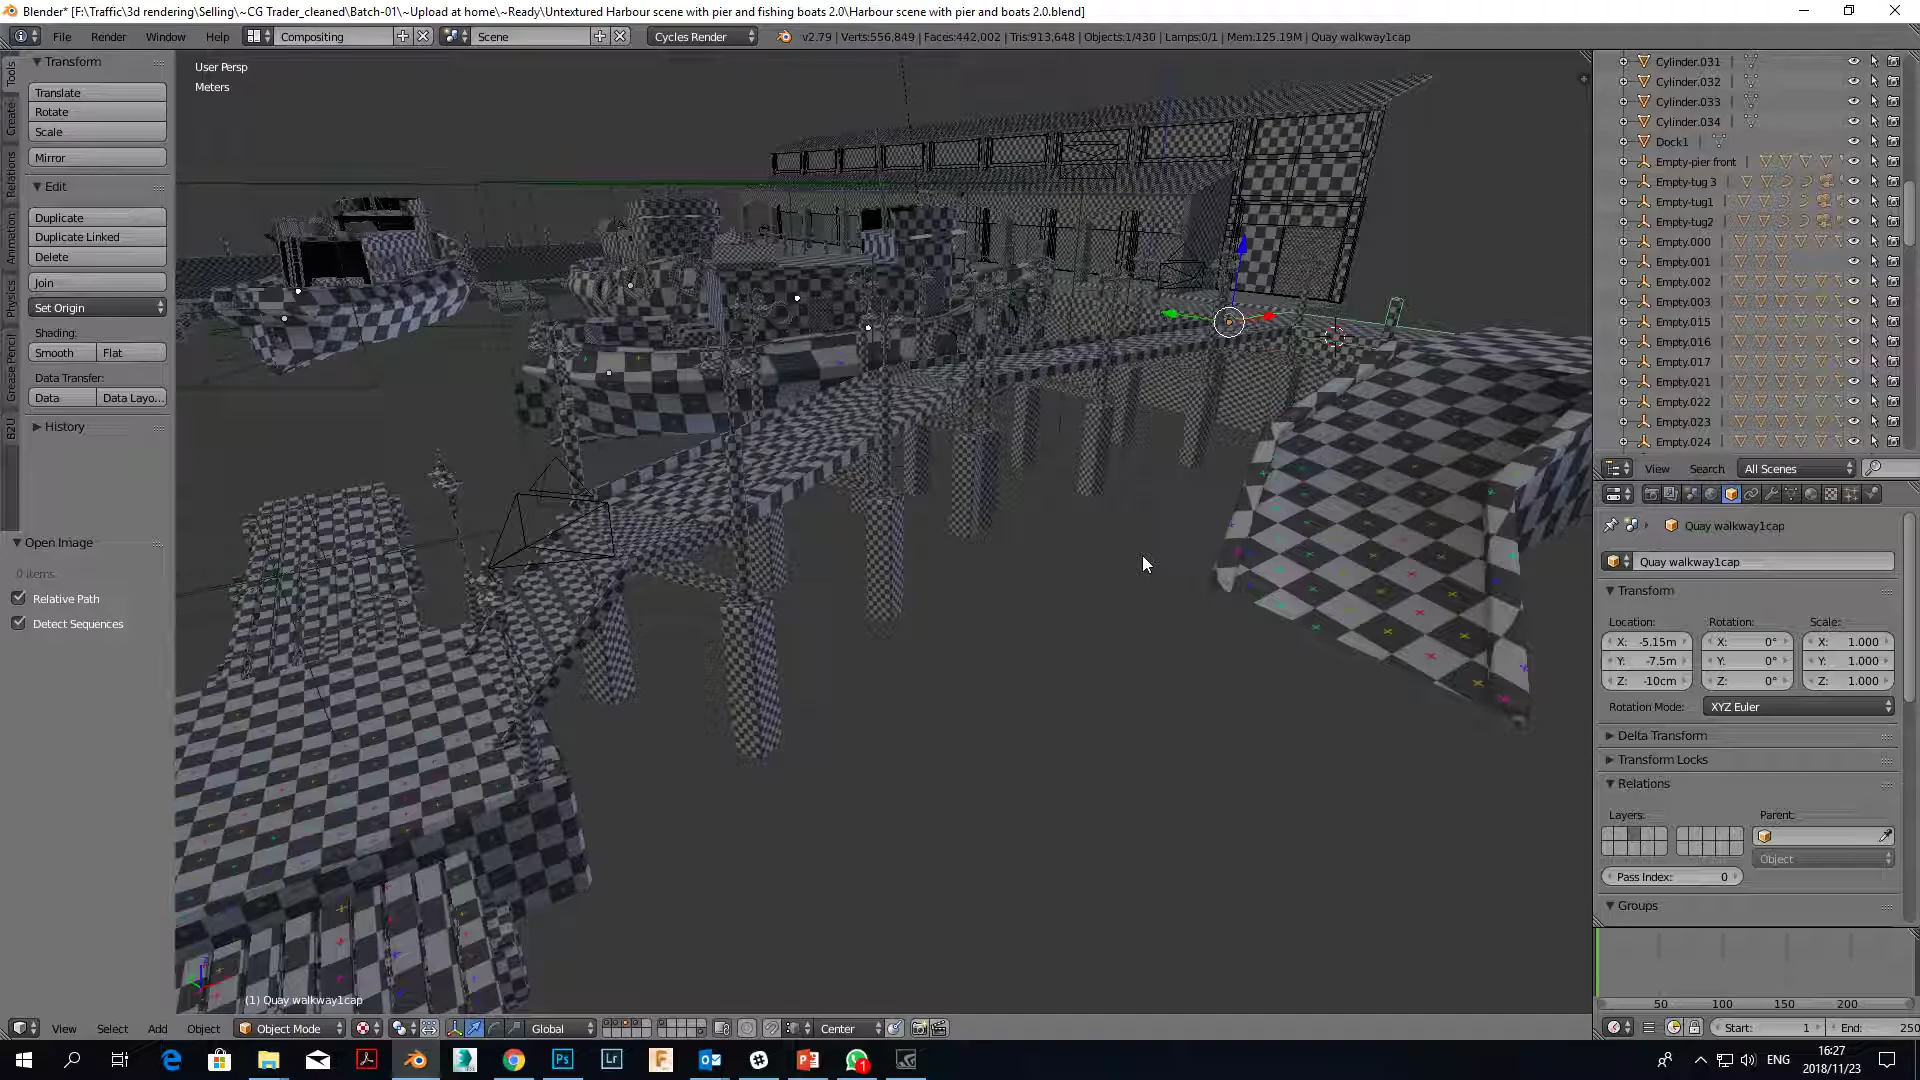 Blender* [F:\Traffic\3d rendering\Selling\~CG Trader_cleaned\Batch-01\~Upload at home\~Ready\Untextured Harbour scene with pier and fishing boats 2.0\Harbour scene with pier and boats 2.0.blend]
File Render Window Help Compositing Scene Cycles Render v2.79 | Verts:556,849 | Faces:442,002 | Tris:913,648 | Objects:1/430 | Lamps:0/1 | Mem:125.19M | Quay walkway1cap
Tools
Create
Relations
Animation
Physics
Grease Pencil
B2U
Transform
Translate
Rotate
Scale
Mirror
Edit
Duplicate
Duplicate Linked
Delete
Join
Set Origin
Shading:
Smooth Flat
Data Transfer:
Data Data Layo...
History
Open Image
0 items
Relative Path
Detect Sequences
User Persp
Meters
(1) Quay walkway1cap
Cylinder.031
Cylinder.032
Cylinder.033
Cylinder.034
Dock1
Empty-pier front
Empty-tug 3
Empty-tug1
Empty-tug2
Empty.000
Empty.001
Empty.002
Empty.003
Empty.015
Empty.016
Empty.017
Empty.021
Empty.022
Empty.023
Empty.024
View Search All Scenes
Quay walkway1cap
Quay walkway1cap
Transform
Location: Rotation: Scale:
X: -5.15m X: 0° X: 1.000
Y: -7.5m Y: 0° Y: 1.000
Z: -10cm Z: 0° Z: 1.000
Rotation Mode: XYZ Euler
Delta Transform
Transform Locks
Relations
Layers: Parent:
Object
Pass Index: 0
Groups
50 100 150 200
Start: 1 End: 250
View Select Add Object Object Mode Global Center
ENG
16:27
2018/11/23